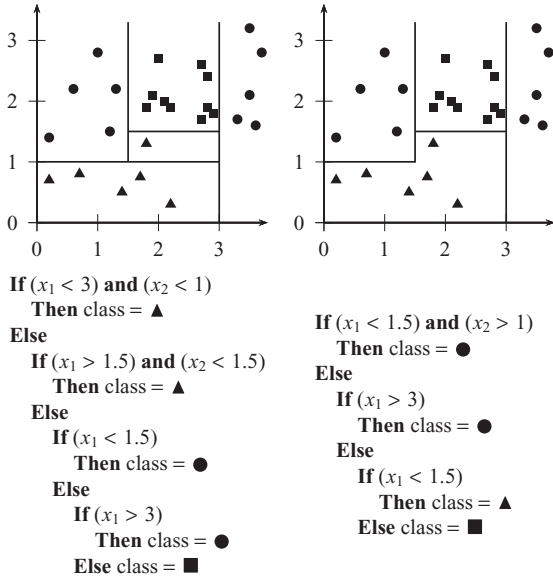 3
2
1
0
0 1 2 3
3
2
1
0
0 1 2 3
If (x₁ < 3) and (x₂ < 1)
Then class = ▲
Else
If (x₁ > 1.5) and (x₂ < 1.5)
Then class = ▲
Else
If (x₁ < 1.5)
Then class = ●
Else
If (x₁ > 3)
Then class = ●
Else class = ■
If (x₁ < 1.5) and (x₂ > 1)
Then class = ●
Else
If (x₁ > 3)
Then class = ●
Else
If (x₁ < 1.5)
Then class = ▲
Else class = ■